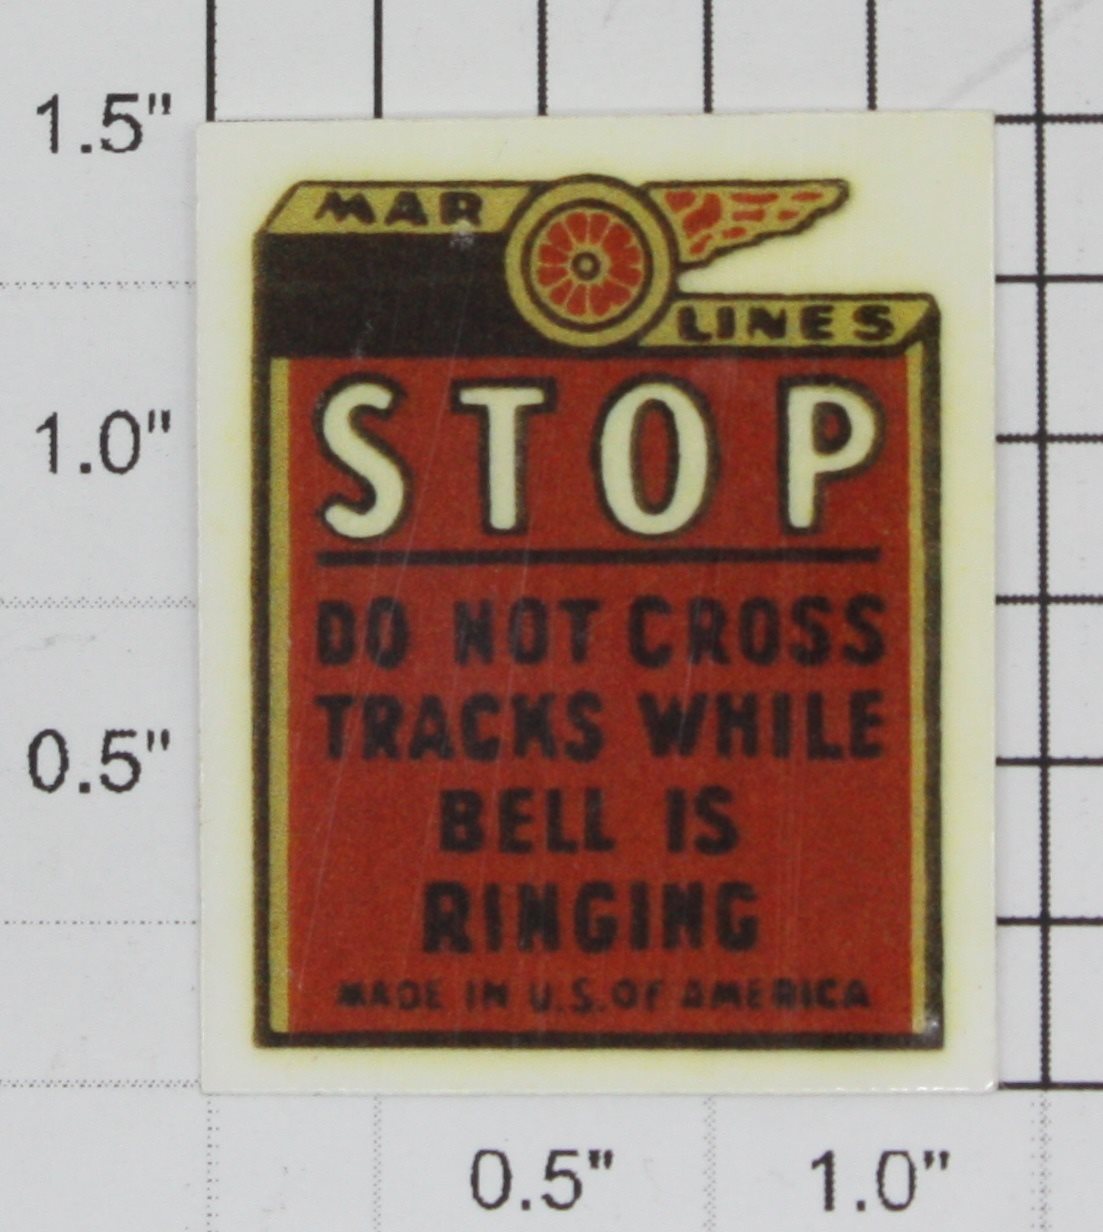 1.5"
MAR
LINES
1.0"
STOP
DO NOT CROSS
TRACKS WHILE
0.5"
BELL IS
RINGING
MADE IN U.S. OF AMERICA
0.5" 1.0"